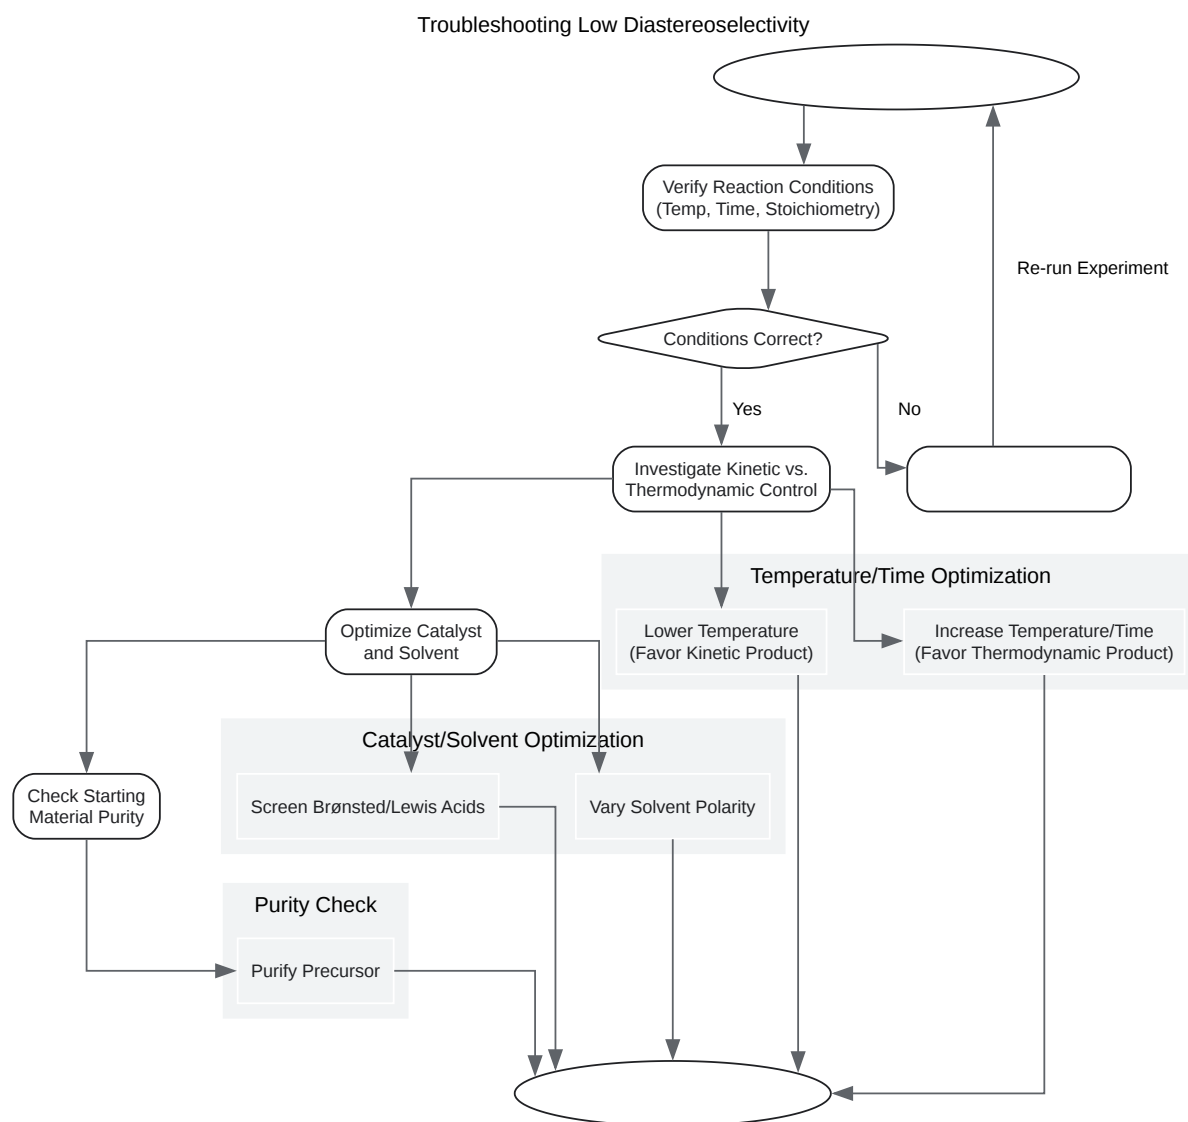 Troubleshooting Low Diastereoselectivity
Verify Reaction Conditions
(Temp, Time, Stoichiometry)
Re-run Experiment
Conditions Correct?
Yes
No
Investigate Kinetic vs.
Thermodynamic Control
Temperature/Time Optimization
Optimize Catalyst
and Solvent
Lower Temperature
(Favor Kinetic Product)
Increase Temperature/Time
(Favor Thermodynamic Product)
Catalyst/Solvent Optimization
Check Starting
Material Purity
Screen Brønsted/Lewis Acids
Vary Solvent Polarity
Purity Check
Purify Precursor